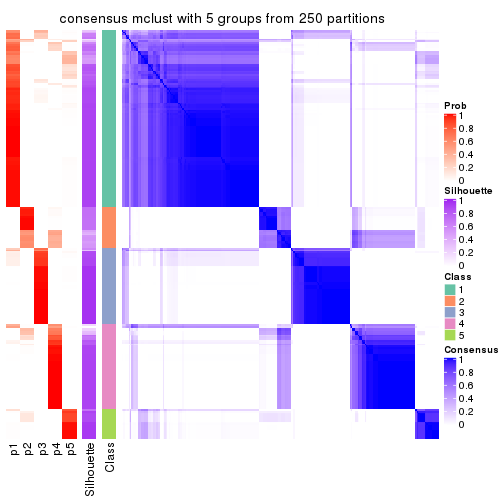 consensus mclust with 5 groups from 250 partitions
Prob
1
0.8
0.6
0.4
0.2
0
Silhouette
1
0.8
0.6
0.4
0.2
0
Class
1
2
3
4
5
Consensus
1
0.8
0.6
0.4
0.2
0
p1
p2
p3
p4
p5
Silhouette
Class